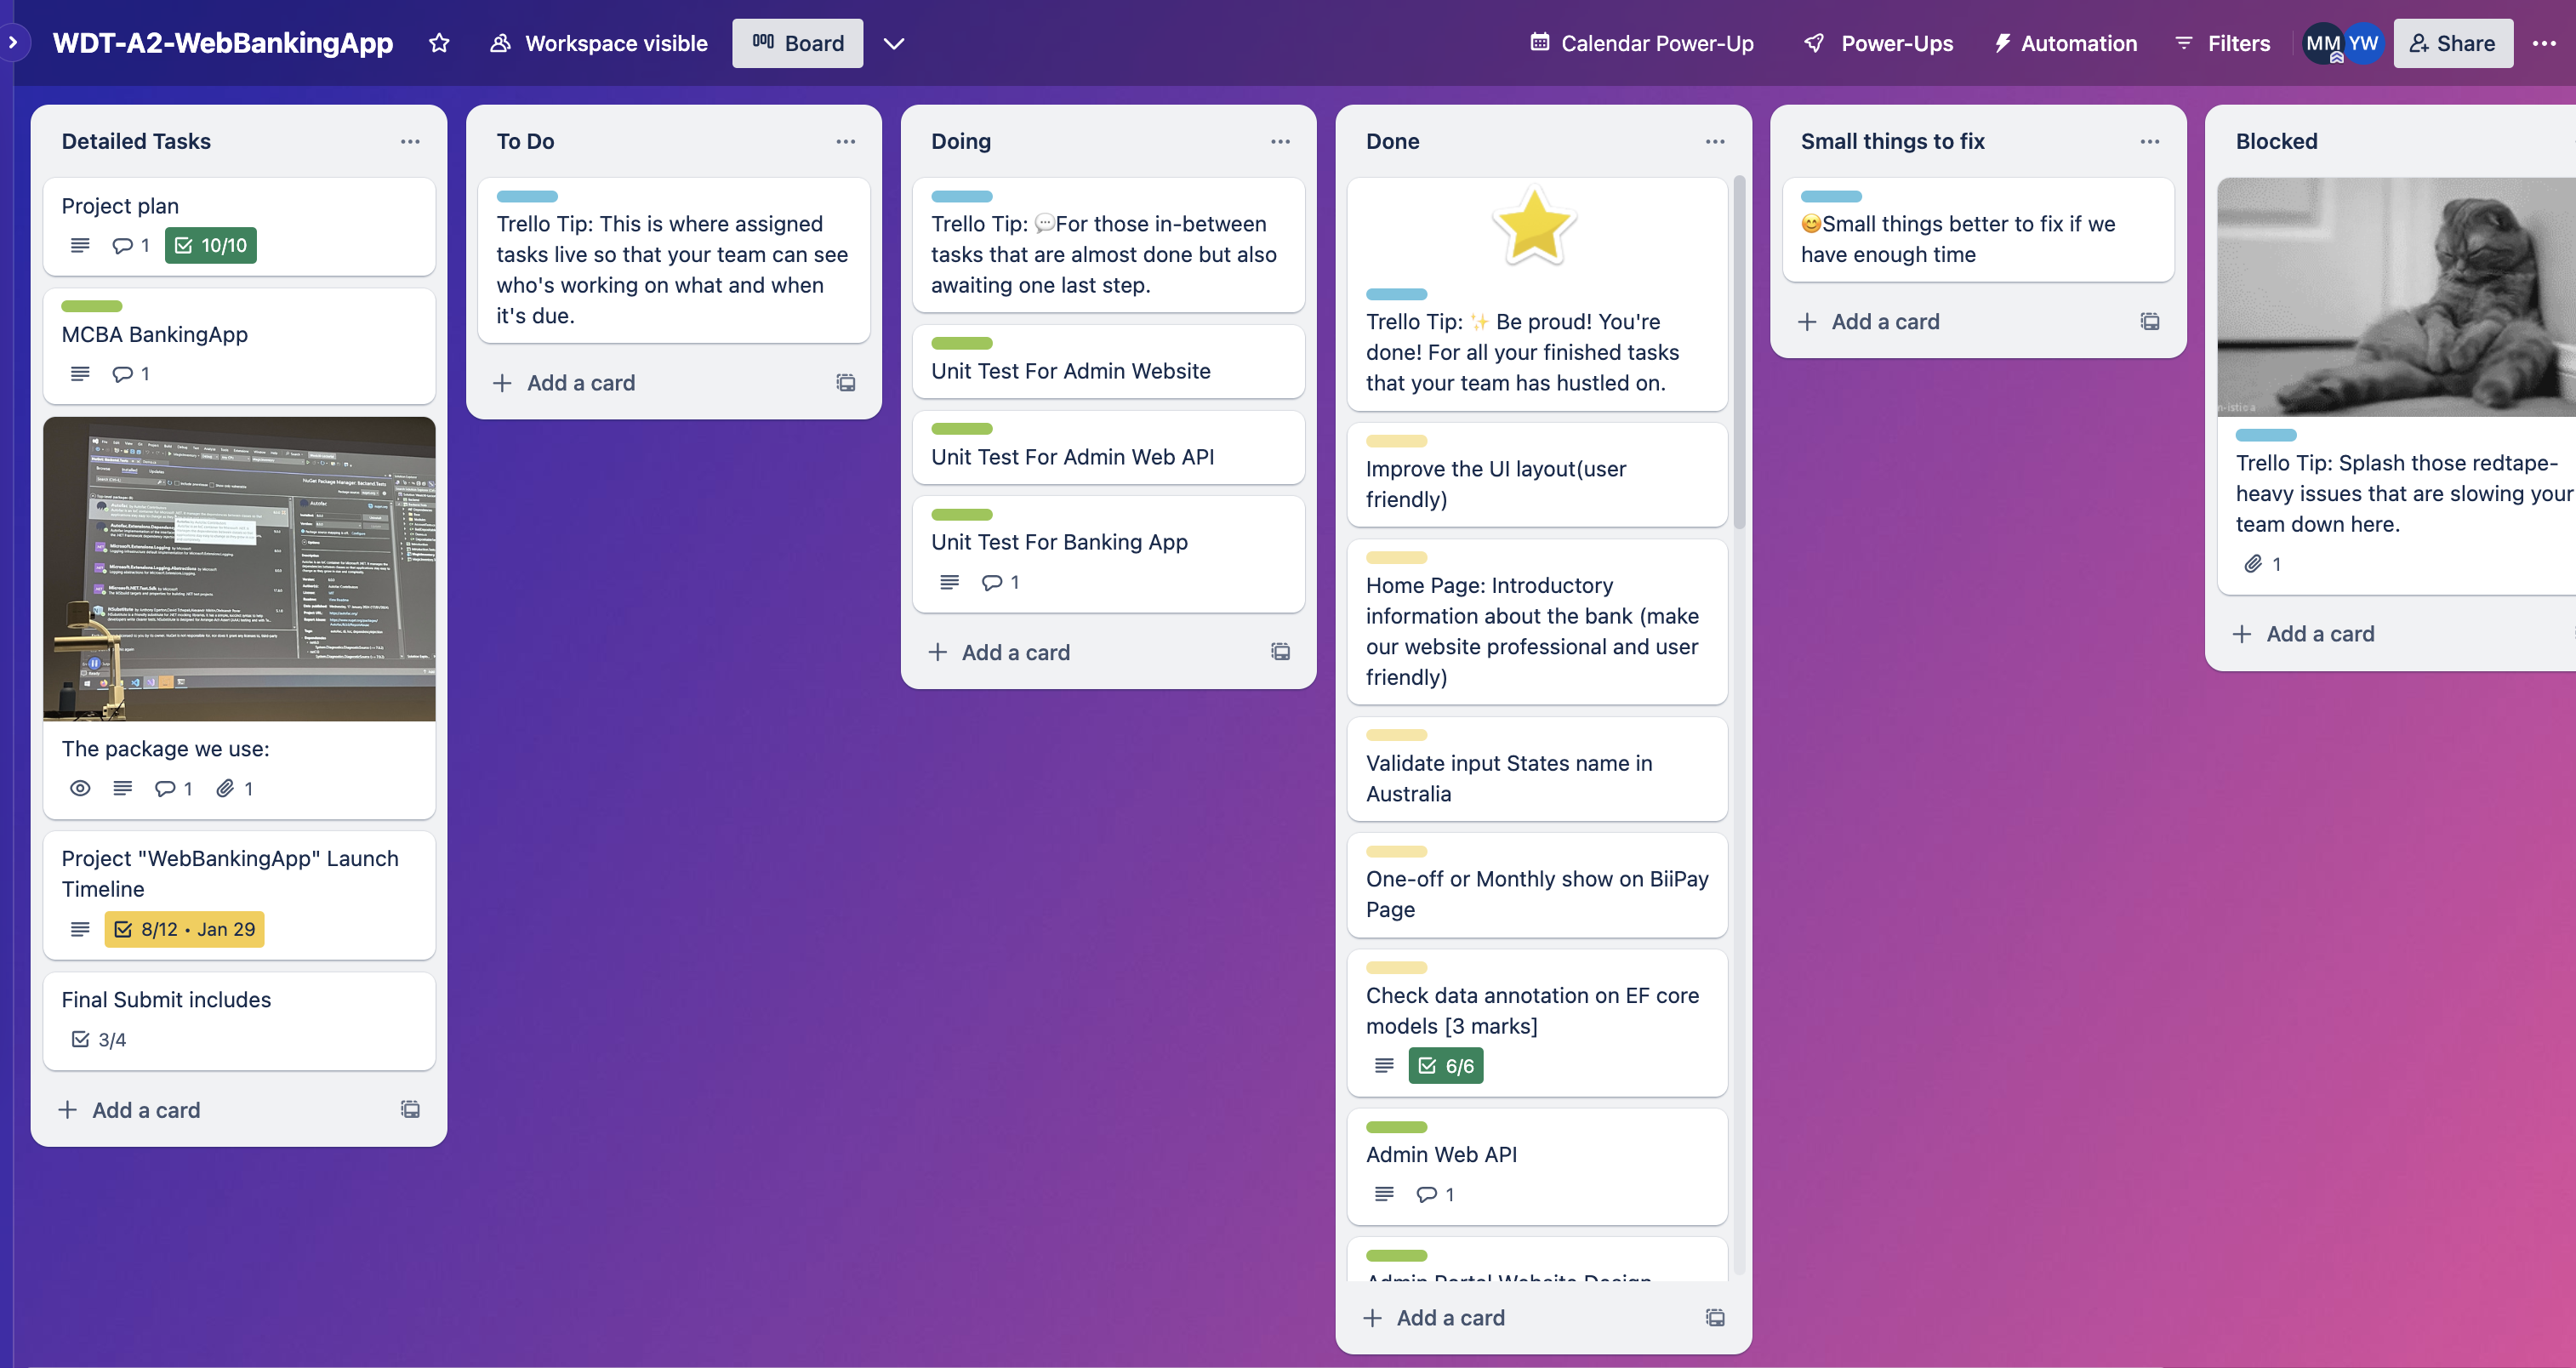 WDT-A2-WebBankingApp
Workspace visible
Board
Calendar Power-Up
Power-Ups
Automation
Filters
MM
YW
Share
Detailed Tasks
Project plan
1
10/10
MCBA BankingApp
1
The package we use:
1
1
Project "WebBankingApp" Launch
Timeline
8/12 • Jan 29
Final Submit includes
3/4
Add a card
To Do
Trello Tip: This is where assigned
tasks live so that your team can see
who's working on what and when
it's due.
Add a card
Doing
Trello Tip: 💬For those in-between
tasks that are almost done but also
awaiting one last step.
Unit Test For Admin Website
Unit Test For Admin Web API
Unit Test For Banking App
1
Add a card
Done
Trello Tip: ✨ Be proud! You're
done! For all your finished tasks
that your team has hustled on.
Improve the UI layout(user
friendly)
Home Page: Introductory
information about the bank (make
our website professional and user
friendly)
Validate input States name in
Australia
One-off or Monthly show on BiiPay
Page
Check data annotation on EF core
models [3 marks]
6/6
Admin Web API
1
Admin Portal Website Design
Add a card
Small things to fix
😊Small things better to fix if we
have enough time
Add a card
Blocked
Trello Tip: Splash those redtape-
heavy issues that are slowing your
team down here.
1
Add a card